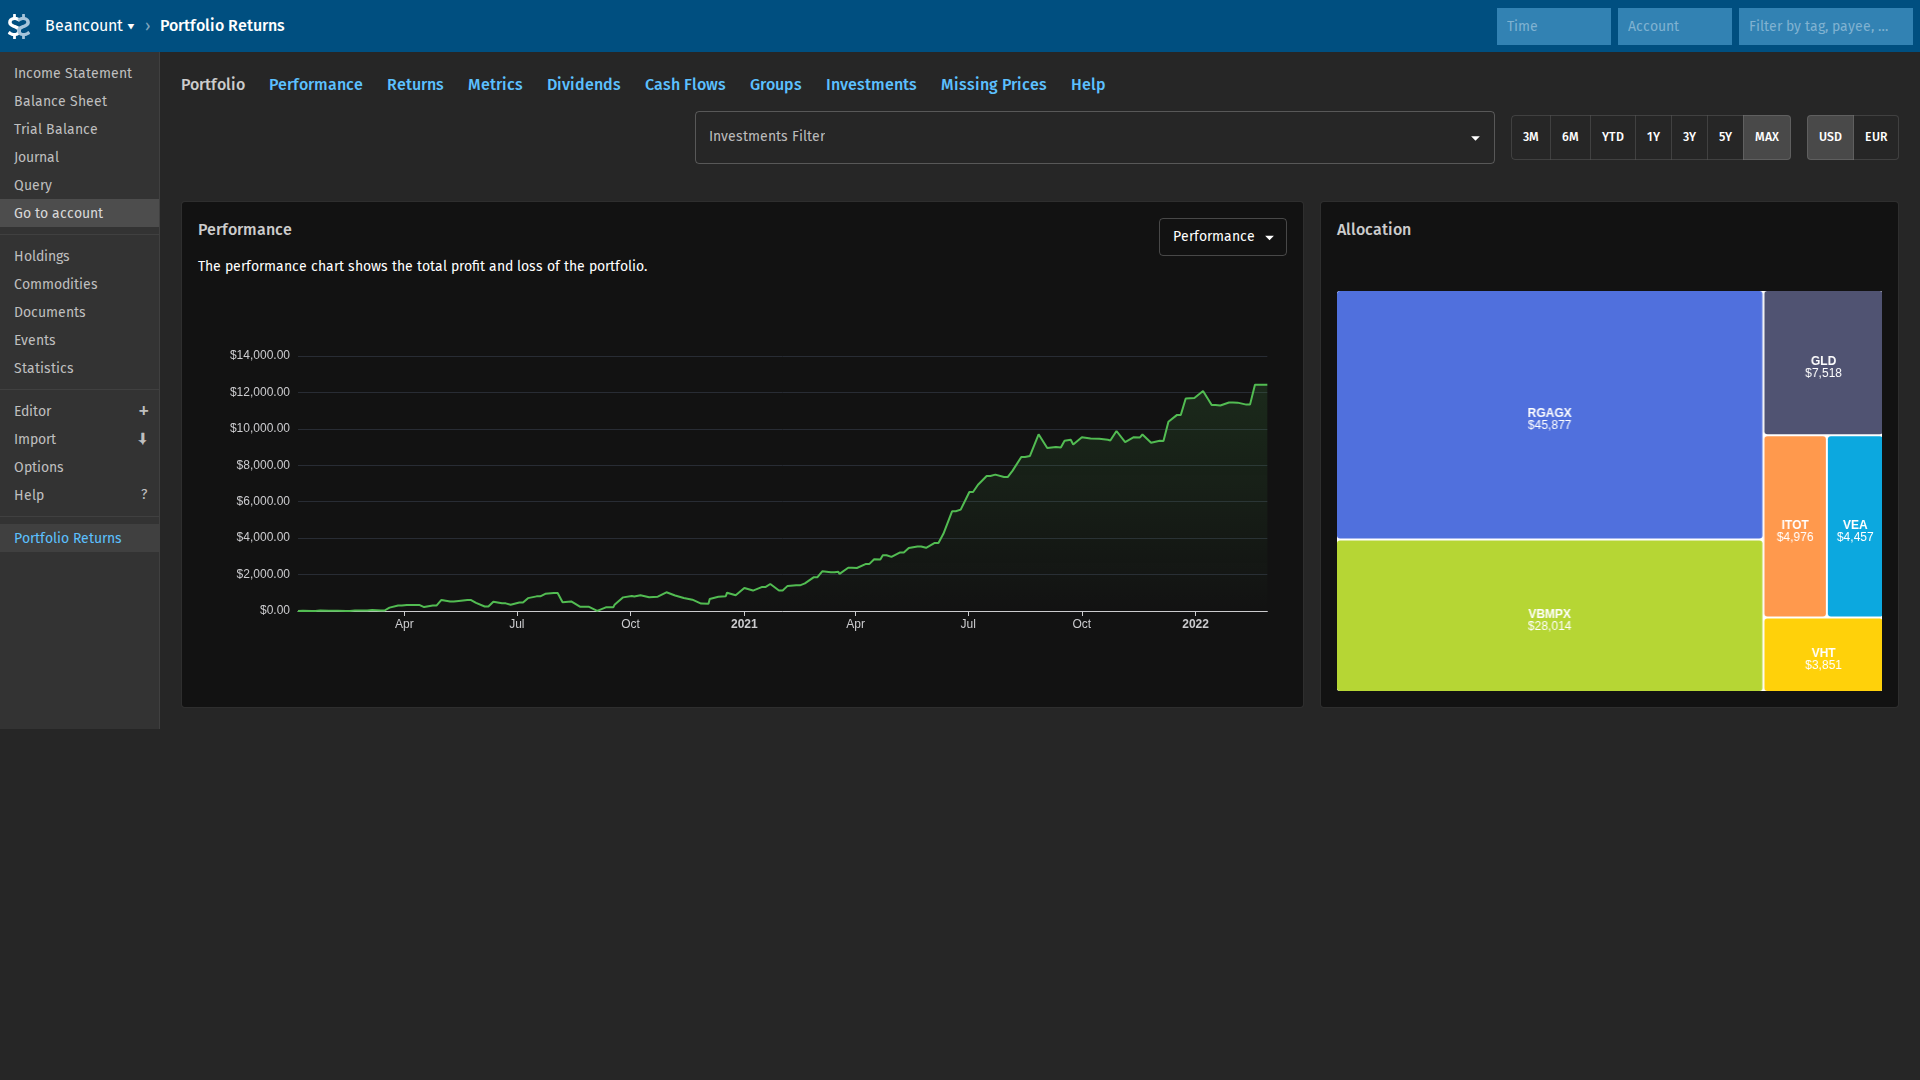 Beancount ▾ › Portfolio Returns
Time
Account
Filter by tag, payee, ...
Income Statement
Balance Sheet
Trial Balance
Journal
Query
Go to account
Holdings
Commodities
Documents
Events
Statistics
Editor +
Import ⬇
Options
Help ?
Portfolio Returns
Portfolio Performance Returns Metrics Dividends Cash Flows Groups Investments Missing Prices Help
Investments Filter
3M 6M YTD 1Y 3Y 5Y MAX
USD EUR
Performance
Performance
The performance chart shows the total profit and loss of the portfolio.
$14,000.00
$12,000.00
$10,000.00
$8,000.00
$6,000.00
$4,000.00
$2,000.00
$0.00
Apr Jul Oct 2021 Apr Jul Oct 2022
Allocation
RGAGX
$45,877
VBMPX
$28,014
GLD
$7,518
ITOT
$4,976
VEA
$4,457
VHT
$3,851